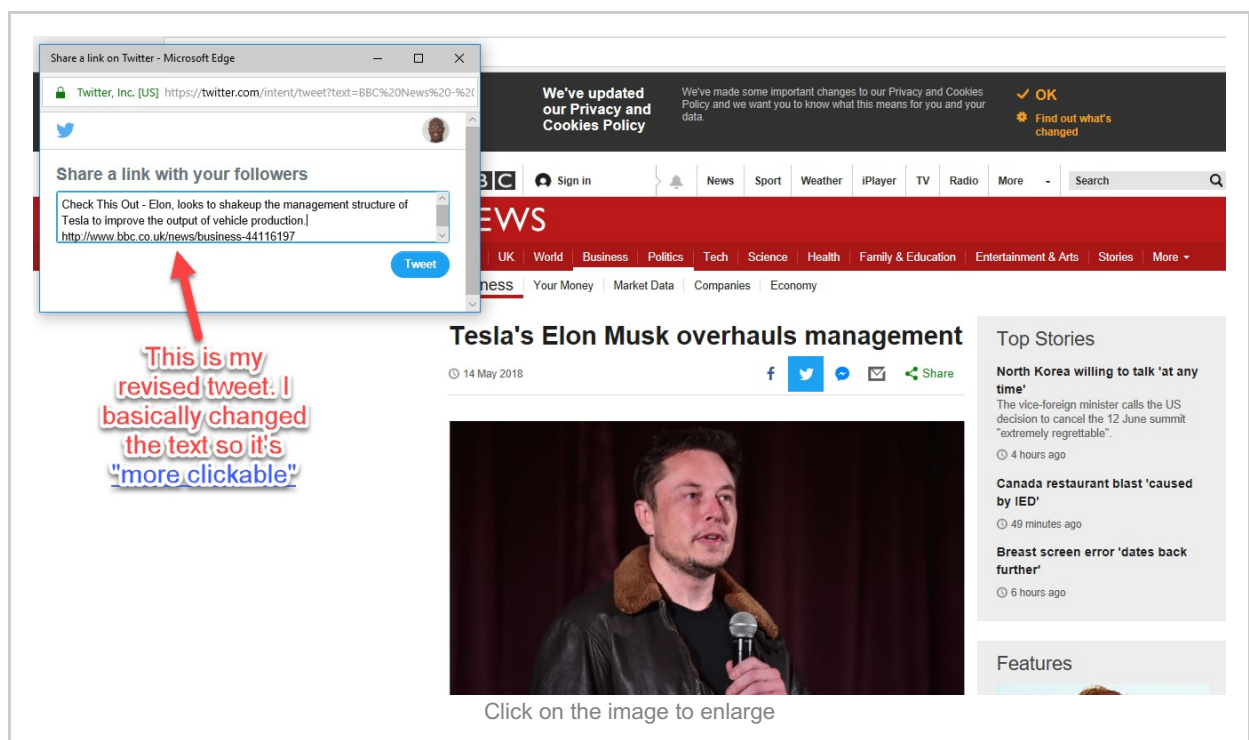 Share a link on Twitter - Microsoft Edge
Twitter, Inc. [US] https://twitter.com/intent/tweet?text=BBC%20News%20-%20
Share a link with your followers
Check This Out - Elon, looks to shakeup the management structure of
Tesla to improve the output of vehicle production.
http://www.bbc.co.uk/news/business-44116197
Tweet
This is my
revised tweet. I
basically changed
the text so it's
"more clickable"
We've updated
our Privacy and
Cookies Policy
We've made some important changes to our Privacy and Cookies
Policy and we want you to know what this means for you and your
data.
OK
Find out what's
changed
BC Sign in News Sport Weather iPlayer TV Radio More - Search
EWS
UK World Business Politics Tech Science Health Family & Education Entertainment & Arts Stories More
ness Your Money Market Data Companies Economy
Tesla's Elon Musk overhauls management
14 May 2018
f Share
Top Stories
North Korea willing to talk 'at any
time'
The vice-foreign minister calls the US
decision to cancel the 12 June summit
"extremely regrettable".
4 hours ago
Canada restaurant blast 'caused
by IED'
49 minutes ago
Breast screen error 'dates back
further'
6 hours ago
Features
Click on the image to enlarge